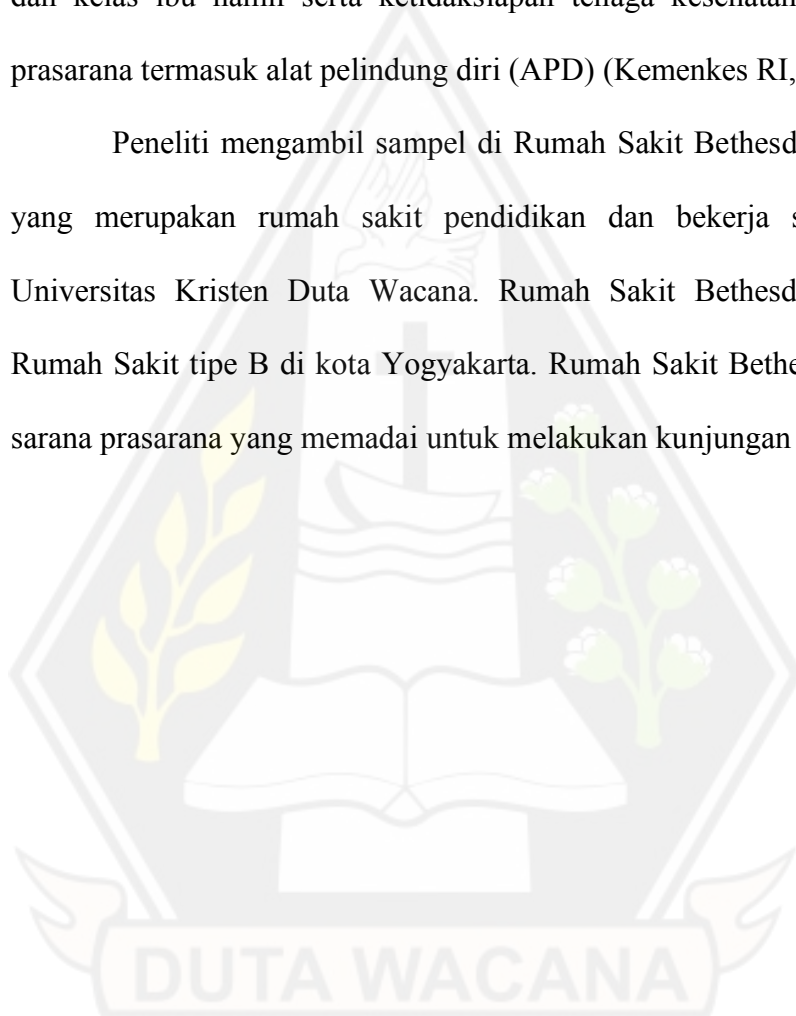 dan kelas ibu hamil serta ketidaksiapan tenaga kesehatan
prasarana termasuk alat pelindung diri (APD) (Kemenkes RI,
Peneliti mengambil sampel di Rumah Sakit Bethesd
yang merupakan rumah sakit pendidikan dan bekerja s
Universitas Kristen Duta Wacana. Rumah Sakit Bethesd
Rumah Sakit tipe B di kota Yogyakarta. Rumah Sakit Bethe
sarana prasarana yang memadai untuk melakukan kunjungan
DUTA WACANA